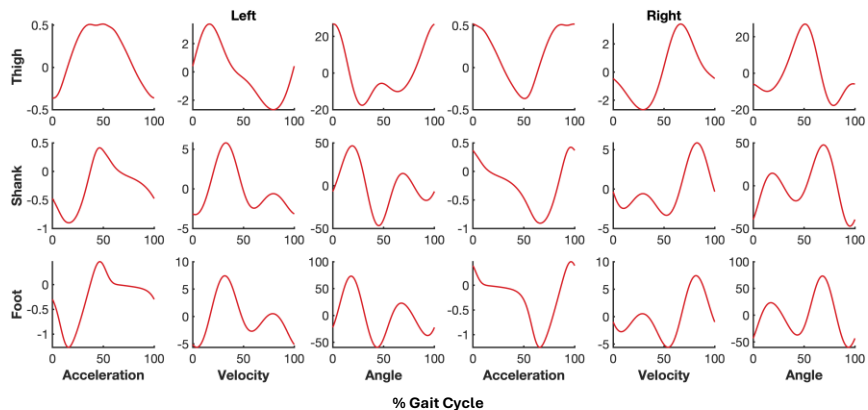 Left Right
Thigh
0.5 0 -0.5 0 50 100
2 0 -2 0 50 100
20 0 -20 0 50 100
0.5 0 -0.5 0 50 100
2 0 -2 0 50 100
20 0 -20 0 50 100
Shank
0.5 0 -0.5 -1 0 50 100
5 0 -5 0 50 100
50 0 -50 0 50 100
0.5 0 -0.5 -1 0 50 100
5 0 -5 0 50 100
50 0 -50 0 50 100
Foot
0 -0.5 -1 0 50 100
10 5 0 -5 0 50 100
100 50 0 -50 0 50 100
0 -0.5 -1 0 50 100
10 5 0 -5 0 50 100
100 50 0 -50 0 50 100
Acceleration Velocity Angle Acceleration Velocity Angle
% Gait Cycle